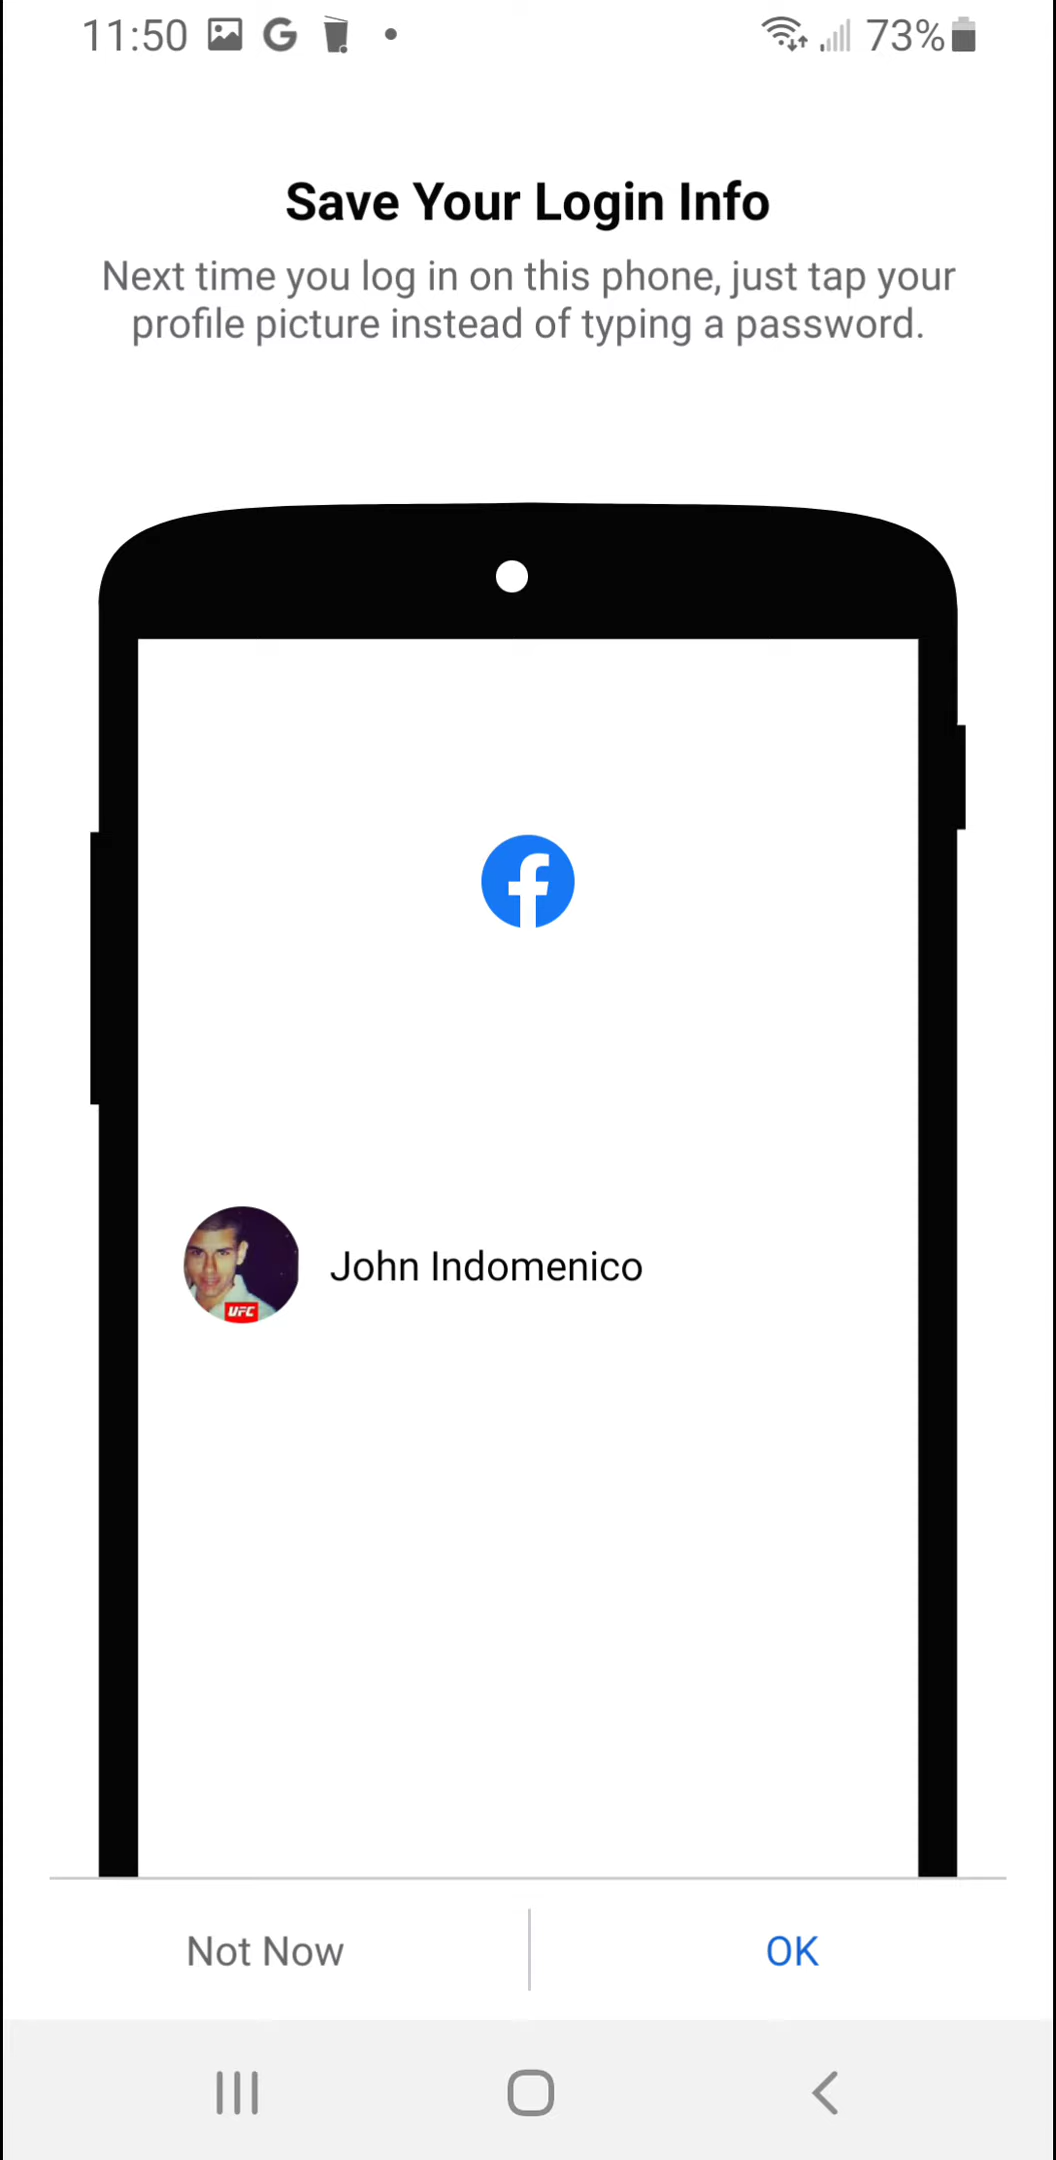 11:50 73%
Save Your Login Info
Next time you log in on this phone, just tap your
profile picture instead of typing a password.
John Indomenico
UFC
Not Now OK